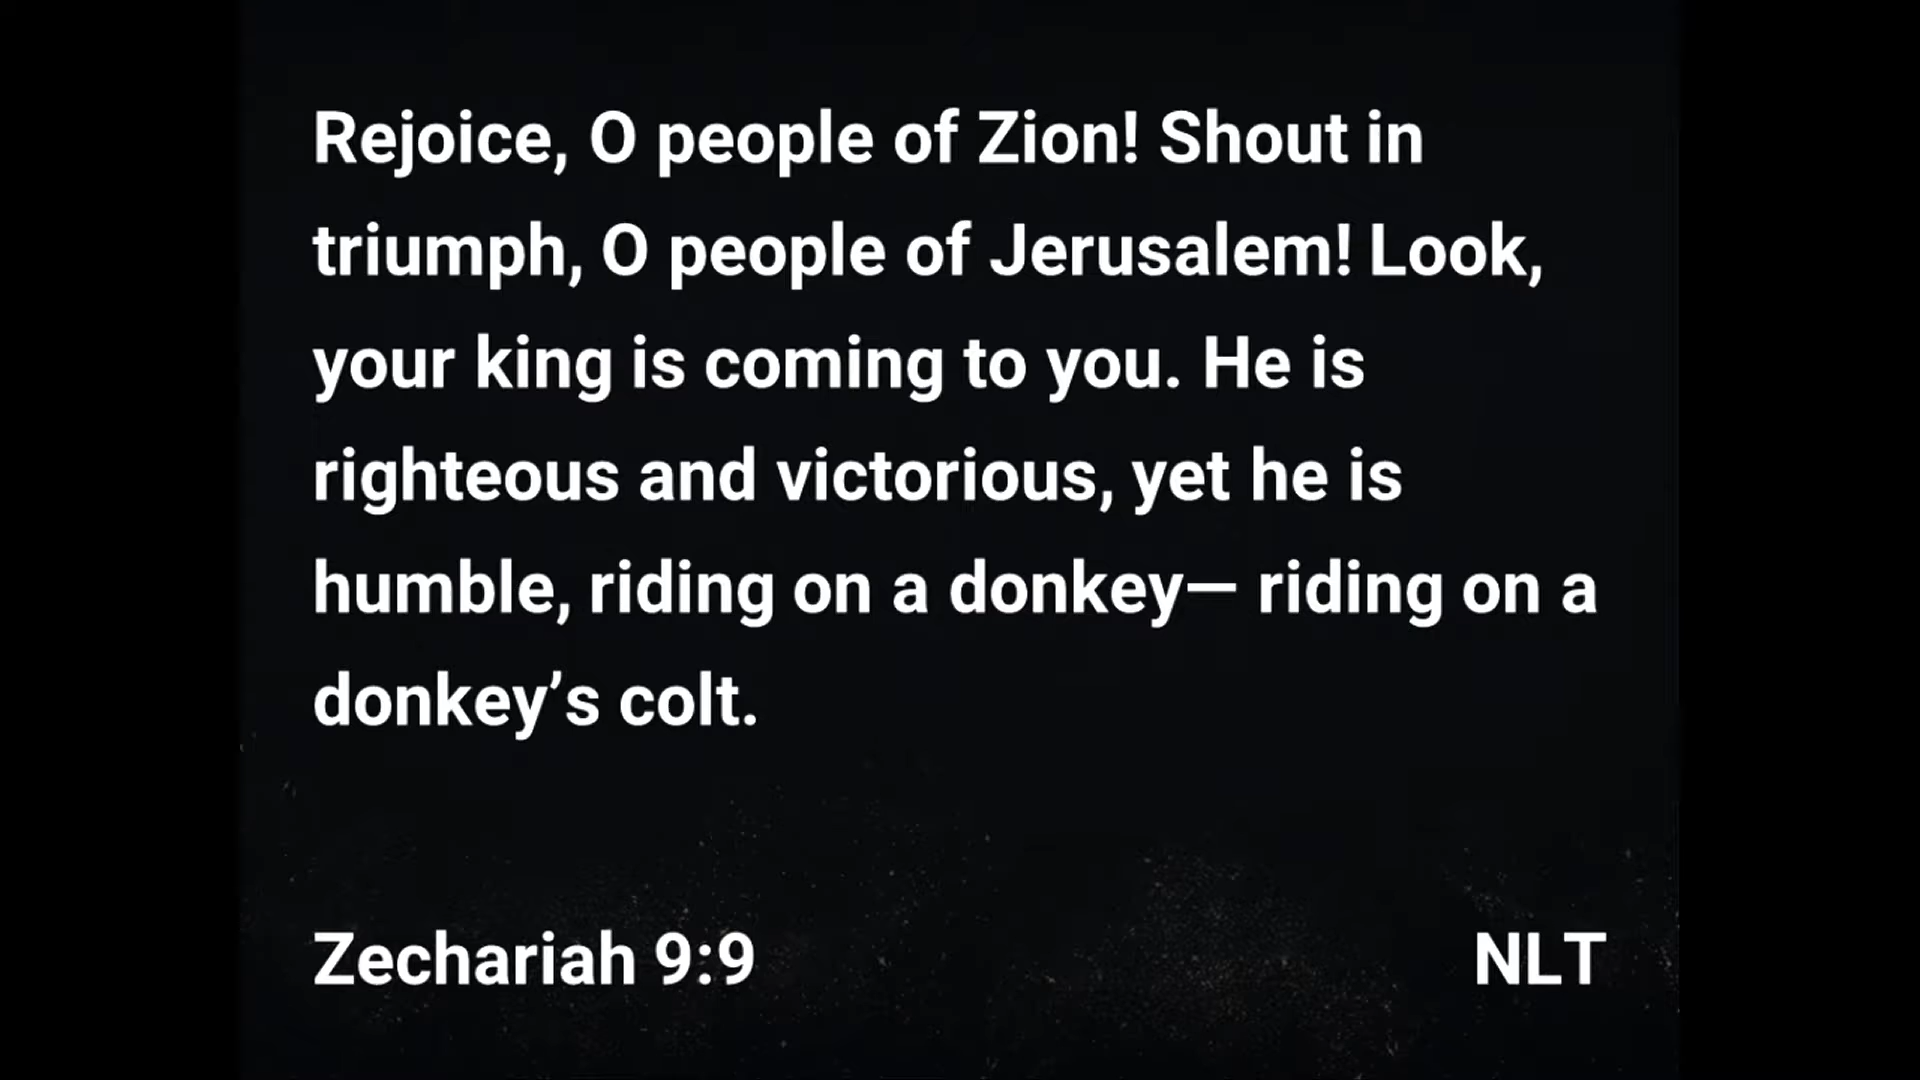 Rejoice, O people of Zion! Shout in
triumph, O people of Jerusalem! Look,
your king is coming to you. He is
righteous and victorious, yet he is
humble, riding on a donkey— riding on a
donkey’s colt.
Zechariah 9:9 NLT